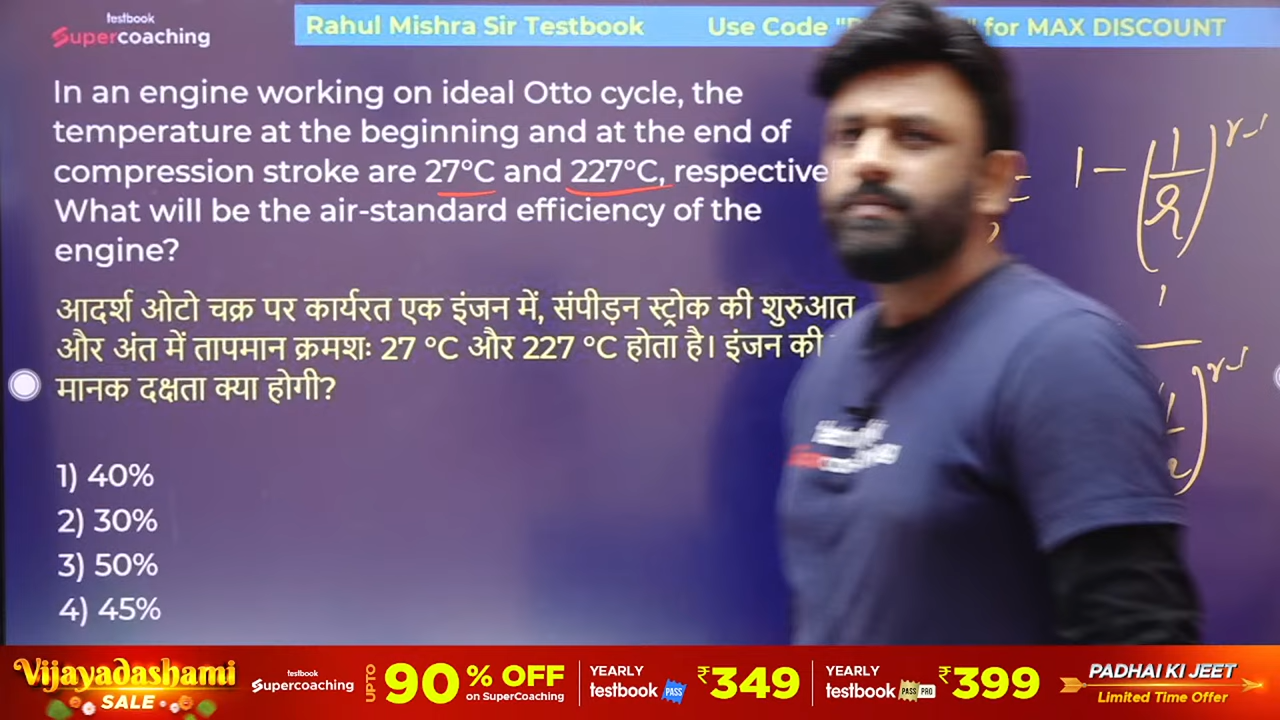 testbook
Supercoaching
Rahul Mishra Sir Testbook Use Code " " for MAX DISCOUNT
In an engine working on ideal Otto cycle, the
temperature at the beginning and at the end of
compression stroke are 27°C and 227°C, respective
What will be the air-standard efficiency of the
engine?
= 1 - (1/r)^r-1
आदर्श ओटो चक्र पर कार्यरत एक इंजन में, संपीड़न स्ट्रोक की शुरुआत
और अंत में तापमान क्रमशः 27 °C और 227 °C होता है। इंजन की
मानक दक्षता क्या होगी?
1) 40%
2) 30%
3) 50%
4) 45%
Vijayadashami
SALE
testbook
Supercoaching
UPTO 90% OFF
on SuperCoaching
YEARLY
testbook PASS
₹349
YEARLY
testbook PASS PRO
₹399
PADHAI KI JEET
Limited Time Offer